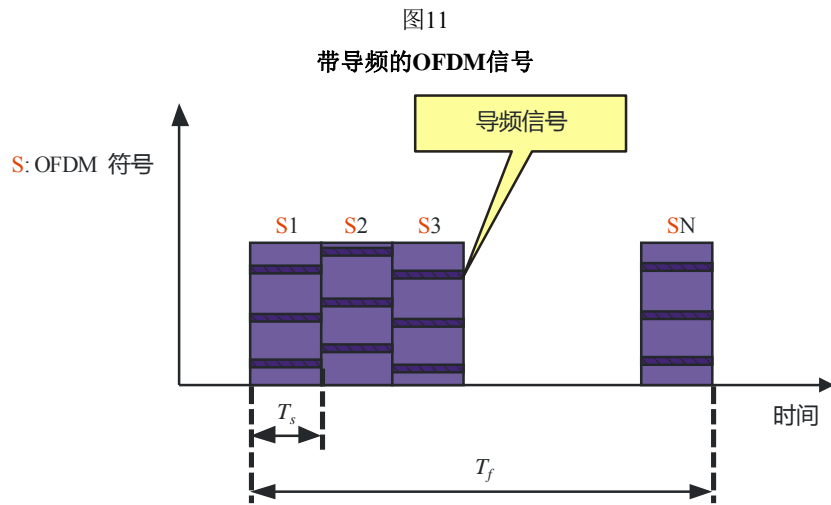 图11
带导频的OFDM信号
导频信号
S: OFDM 符号
S1 S2 S3 SN
Ts
时间
Tf